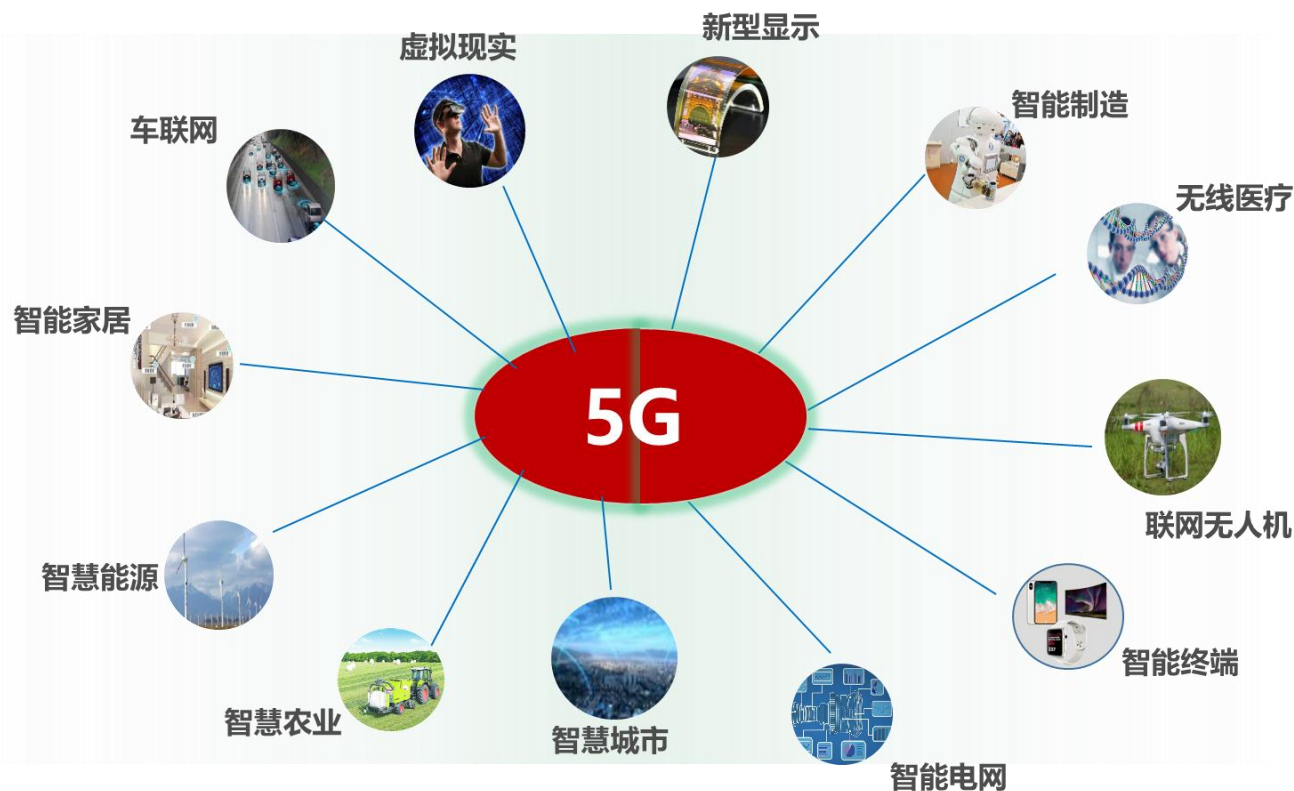 新型显示
虚拟现实
智能制造
车联网
无线医疗
智能家居
5G
联网无人机
智慧能源
智能终端
智慧农业
智慧城市
智能电网